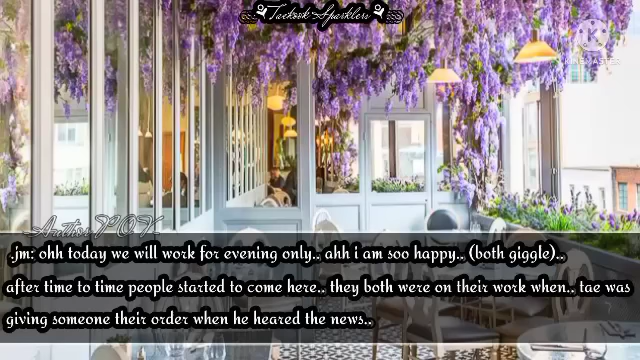 Taekook Sparklers
KINEMASTER
Author P.O.V.
.jm: ohh today we will work for evening only.. ahh i am soo happy.. (both giggle)..
after time to time people started to come here.. they both were on their work when.. tae was
giving someone their order when he heared the news..